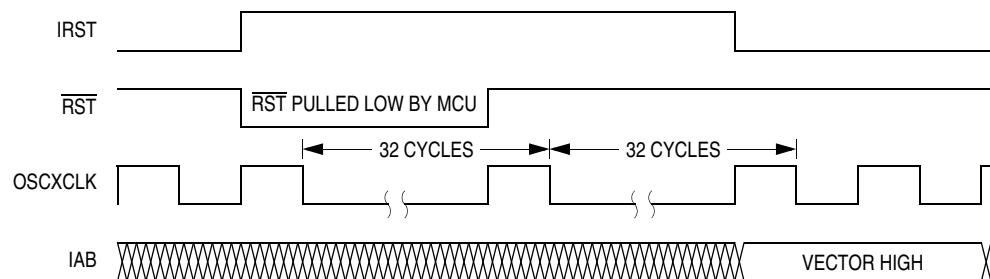 IRST
RST
RST PULLED LOW BY MCU
32 CYCLES
32 CYCLES
OSCXCLK
IAB
VECTOR HIGH